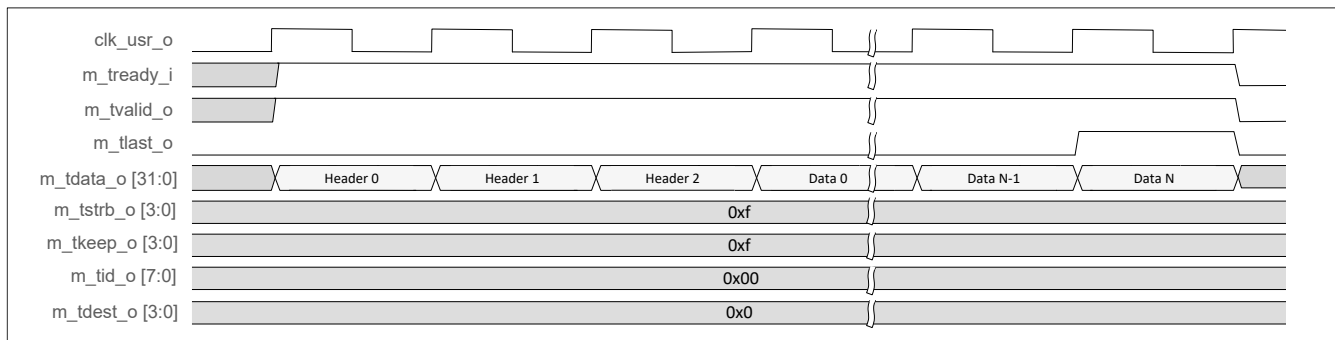 clk_usr_o
m_tready_i
m_tvalid_o
m_tlast_o
m_tdata_o [31:0] Header 0 Header 1 Header 2 Data 0 Data N-1 Data N
m_tstrb_o [3:0] 0xf
m_tkeep_o [3:0] 0xf
m_tid_o [7:0] 0x00
m_tdest_o [3:0] 0x0